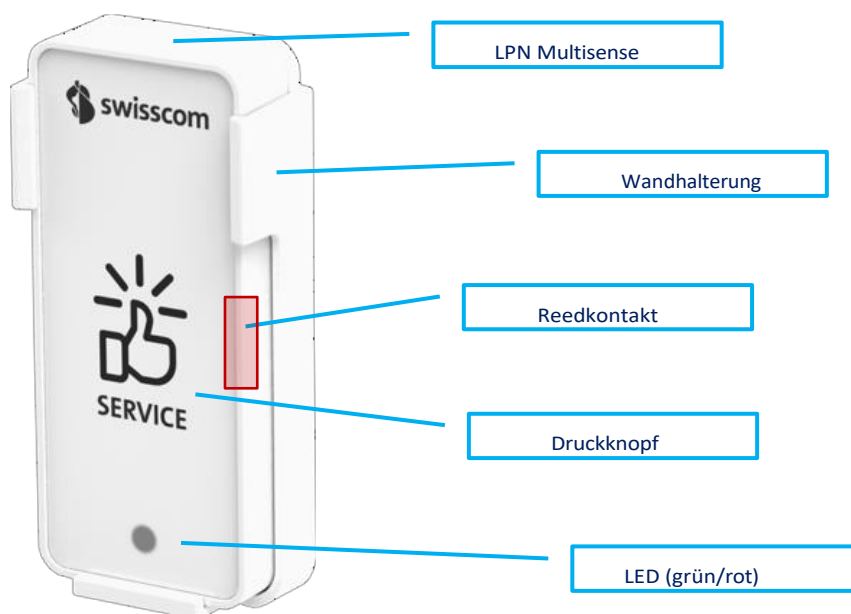 LPN Multisense
swisscom
Wandhalterung
Reedkontakt
SERVICE
Druckknopf
LED (grün/rot)